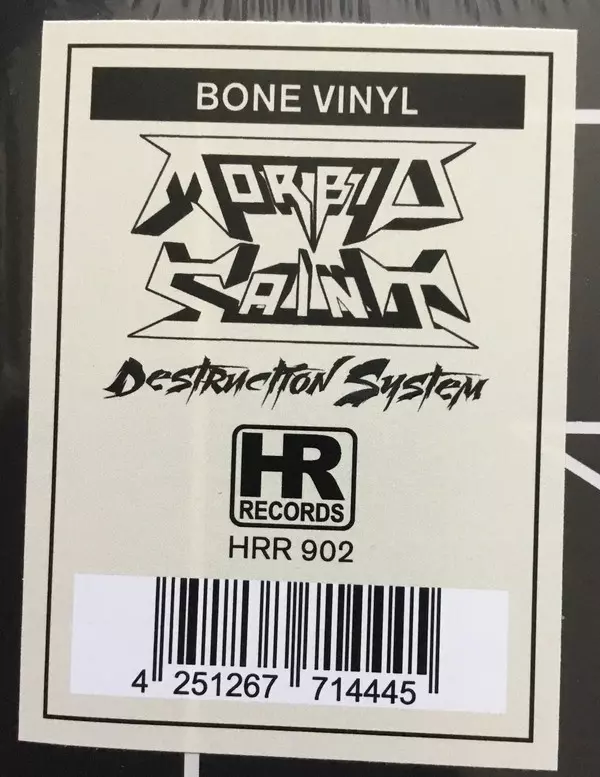 BONE VINYL
MORBID
SAINT
DESTRUCTION SYSTEM
HR
RECORDS
HRR 902
4 251267 714445